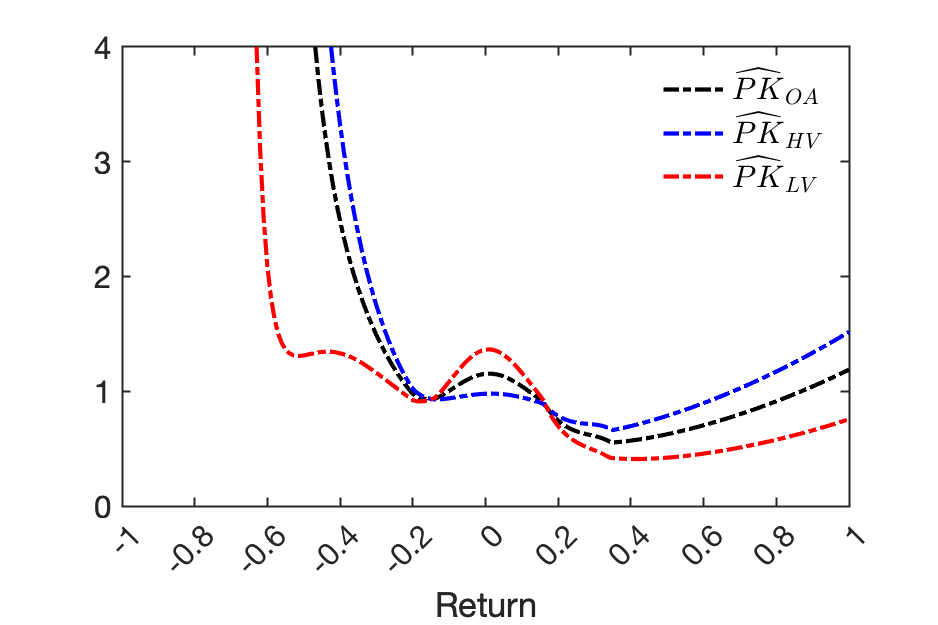 4
3
2
1
0
-1 -0.8 -0.6 -0.4 -0.2 0 0.2 0.4 0.6 0.8 1
Return
$\widehat{PK}_{OA}$
$\widehat{PK}_{HV}$
$\widehat{PK}_{LV}$